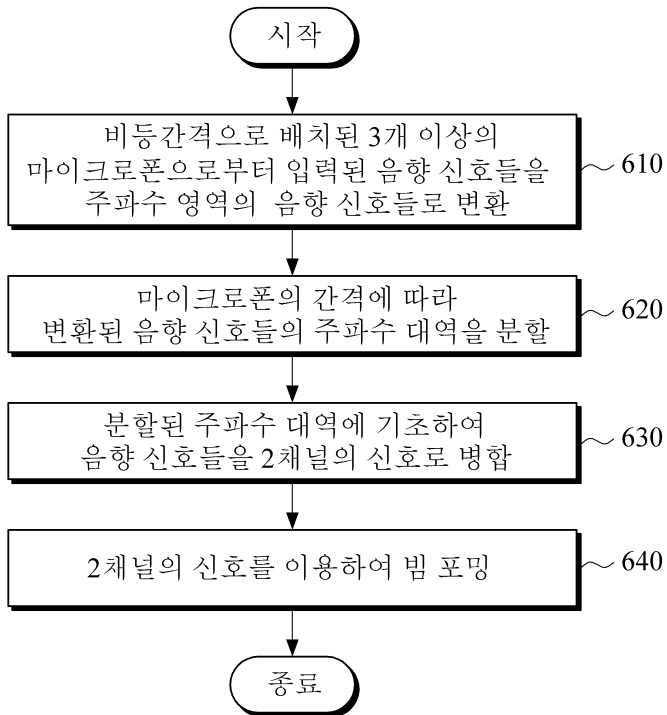 시작
비등간격으로 배치된 3개 이상의
마이크로폰으로부터 입력된 음향 신호들을
주파수 영역의 음향 신호들로 변환
610
마이크로폰의 간격에 따라
변환된 음향 신호들의 주파수 대역을 분할
620
분할된 주파수 대역에 기초하여
음향 신호들을 2채널의 신호로 병합
630
2채널의 신호를 이용하여 빔 포밍
640
종료